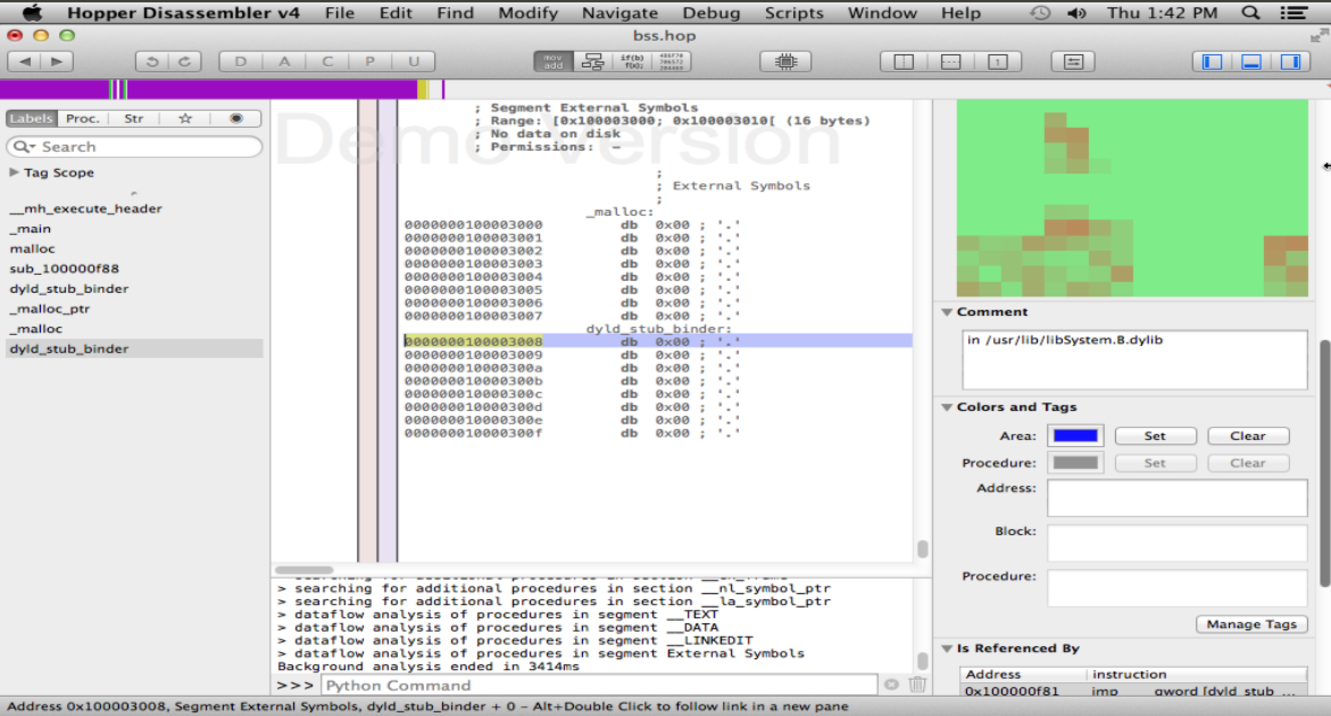 Hopper Disassembler v4 File Edit Find Modify Navigate Debug Scripts Window Help Thu 1:42 PM
bss.hop
D A C P U
mov add
if(b) f(x);
1
Labels Proc. Str
Search
Tag Scope
__mh_execute_header
_main
malloc
sub_100000f88
dyld_stub_binder
_malloc_ptr
_malloc
dyld_stub_binder
Demo Version
; Segment External Symbols
; Range: [0x100003000; 0x100003010[ (16 bytes)
; No data on disk
; Permissions: -
;
; External Symbols
;
_malloc:
0000000100003000 db 0x00 ; '.'
0000000100003001 db 0x00 ; '.'
0000000100003002 db 0x00 ; '.'
0000000100003003 db 0x00 ; '.'
0000000100003004 db 0x00 ; '.'
0000000100003005 db 0x00 ; '.'
0000000100003006 db 0x00 ; '.'
0000000100003007 db 0x00 ; '.'
dyld_stub_binder:
0000000100003008 db 0x00 ; '.'
0000000100003009 db 0x00 ; '.'
000000010000300a db 0x00 ; '.'
000000010000300b db 0x00 ; '.'
000000010000300c db 0x00 ; '.'
000000010000300d db 0x00 ; '.'
000000010000300e db 0x00 ; '.'
000000010000300f db 0x00 ; '.'
> searching for additional procedures in section __nl_symbol_ptr
> searching for additional procedures in section __la_symbol_ptr
> dataflow analysis of procedures in segment __TEXT
> dataflow analysis of procedures in segment __DATA
> dataflow analysis of procedures in segment __LINKEDIT
> dataflow analysis of procedures in segment External Symbols
Background analysis ended in 3414ms
>>> Python Command
Comment
in /usr/lib/libSystem.B.dylib
Colors and Tags
Area: Set Clear
Procedure: Set Clear
Address:
Block:
Procedure:
Manage Tags
Is Referenced By
Address instruction
0x100000f81 jmp qword [dyld_stub_...
Address 0x100003008, Segment External Symbols, dyld_stub_binder + 0 - Alt+Double Click to follow link in a new pane